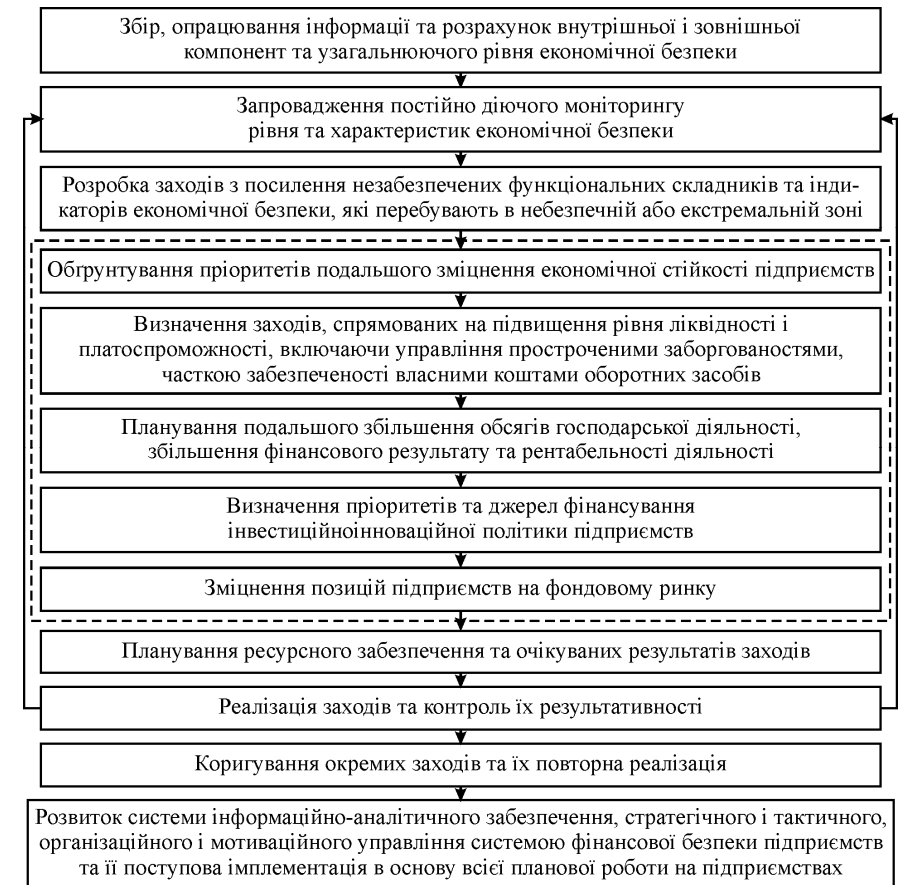 Збір, опрацювання інформації та розрахунок внутрішньої і зовнішньої
компонент та узагальнюючого рівня економічної безпеки
Запровадження постійно діючого моніторингу
рівня та характеристик економічної безпеки
Розробка заходів з посилення незабезпечених функціональних складників та інди-
каторів економічної безпеки, які перебувають в небезпечній або екстремальній зоні
Обґрунтування пріоритетів подальшого зміцнення економічної стійкості підприємств
Визначення заходів, спрямованих на підвищення рівня ліквідності і
платоспроможності, включаючи управління простроченими заборгованостями,
часткою забезпеченості власними коштами оборотних засобів
Планування подальшого збільшення обсягів господарської діяльності,
збільшення фінансового результату та рентабельності діяльності
Визначення пріоритетів та джерел фінансування
інвестиційноінноваційної політики підприємств
Зміцнення позицій підприємств на фондовому ринку
Планування ресурсного забезпечення та очікуваних результатів заходів
Реалізація заходів та контроль їх результативності
Коригування окремих заходів та їх повторна реалізація
Розвиток системи інформаційно-аналітичного забезпечення, стратегічного і тактичного,
організаційного і мотиваційного управління системою фінансової безпеки підприємств
та її поступова імплементація в основу всієї планової роботи на підприємствах